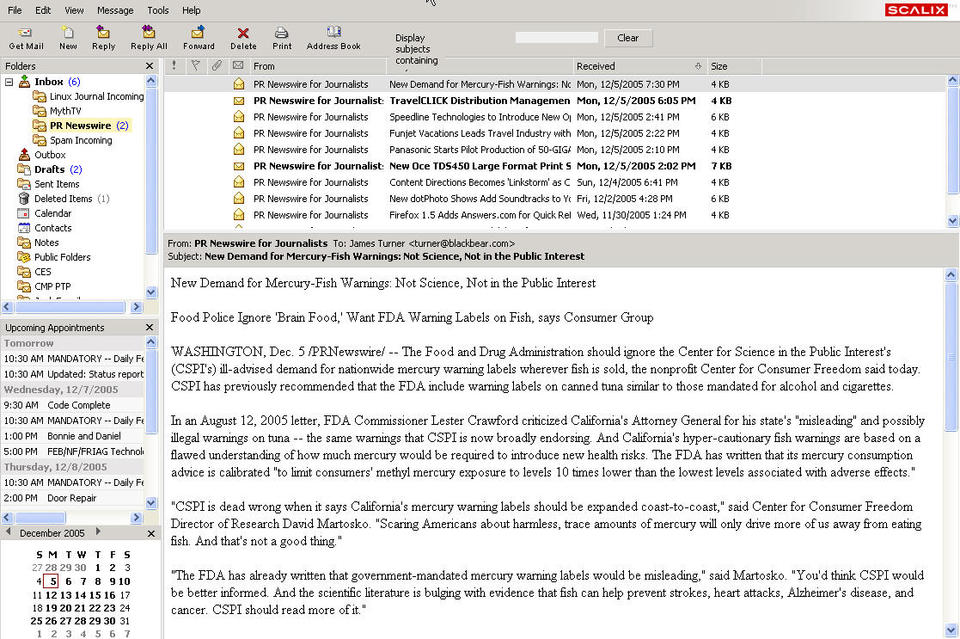 File Edit View Message Tools Help
SCALIX
Get Mail New Reply Reply All Forward Delete Print Address Book
Display subjects containing
Clear
Folders
Inbox (6)
Linux Journal Incoming
MythTV
PR Newswire (2)
Spam Incoming
Outbox
Drafts (2)
Sent Items
Deleted Items (1)
Calendar
Contacts
Notes
Public Folders
CES
CMP PTP
! From Received Size
PR Newswire for Journalists New Demand for Mercury-Fish Warnings: No Mon, 12/5/2005 7:30 PM 4 KB
PR Newswire for Journalist: TravelCLICK Distribution Managemen Mon, 12/5/2005 6:05 PM 4 KB
PR Newswire for Journalists Speedline Technologies to Introduce New Op Mon, 12/5/2005 2:41 PM 6 KB
PR Newswire for Journalists Funjet Vacations Leads Travel Industry with Mon, 12/5/2005 2:22 PM 4 KB
PR Newswire for Journalists Panasonic Starts Pilot Production of 50-GIGA Mon, 12/5/2005 2:10 PM 4 KB
PR Newswire for Journalist: New Oce TDS450 Large Format Print S Mon, 12/5/2005 2:02 PM 7 KB
PR Newswire for Journalists Content Directions Becomes 'Linkstorm' as C Sun, 12/4/2005 6:41 PM 4 KB
PR Newswire for Journalists New dotPhoto Shows Add Soundtracks to Yo Fri, 12/2/2005 4:28 PM 6 KB
PR Newswire for Journalists Firefox 1.5 Adds Answers.com for Quick Rel Wed, 11/30/2005 1:24 PM 4 KB
From: PR Newswire for Journalists To: James Turner <turner@blackbear.com>
Subject: New Demand for Mercury-Fish Warnings: Not Science, Not in the Public Interest
New Demand for Mercury-Fish Warnings: Not Science, Not in the Public Interest
Food Police Ignore 'Brain Food,' Want FDA Warning Labels on Fish, says Consumer Group
WASHINGTON, Dec. 5 /PRNewswire/ -- The Food and Drug Administration should ignore the Center for Science in the Public Interest's
(CSPI's) ill-advised demand for nationwide mercury warning labels wherever fish is sold, the nonprofit Center for Consumer Freedom said today.
CSPI has previously recommended that the FDA include warning labels on canned tuna similar to those mandated for alcohol and cigarettes.
In an August 12, 2005 letter, FDA Commissioner Lester Crawford criticized California's Attorney General for his state's "misleading" and possibly
illegal warnings on tuna -- the same warnings that CSPI is now broadly endorsing. And California's hyper-cautionary fish warnings are based on a
flawed understanding of how much mercury would be required to introduce new health risks. The FDA has written that its mercury consumption
advice is calibrated "to limit consumers' methyl mercury exposure to levels 10 times lower than the lowest levels associated with adverse effects."
"CSPI is dead wrong when it says California's mercury warning labels should be expanded coast-to-coast," said Center for Consumer Freedom
Director of Research David Martosko. "Scaring Americans about harmless, trace amounts of mercury will only drive more of us away from eating
fish. And that's not a good thing."
"The FDA has already written that government-mandated mercury warning labels would be misleading," said Martosko. "You'd think CSPI would
be better informed. And the scientific literature is bulging with evidence that fish can help prevent strokes, heart attacks, Alzheimer's disease, and
cancer. CSPI should read more of it."
Upcoming Appointments
Tomorrow
10:30 AM MANDATORY -- Daily Fe
10:30 AM Updated: Status report
Wednesday, 12/7/2005
9:30 AM Code Complete
10:30 AM MANDATORY -- Daily Fe
1:00 PM Bonnie and Daniel
5:00 PM FEB/NF/FRIAG Technol
Thursday, 12/8/2005
10:30 AM MANDATORY -- Daily Fe
2:00 PM Door Repair
December 2005
S M T W T F S
27 28 29 30 1 2 3
4 5 6 7 8 9 10
11 12 13 14 15 16 17
18 19 20 21 22 23 24
25 26 27 28 29 30 31
1 2 3 4 5 6 7